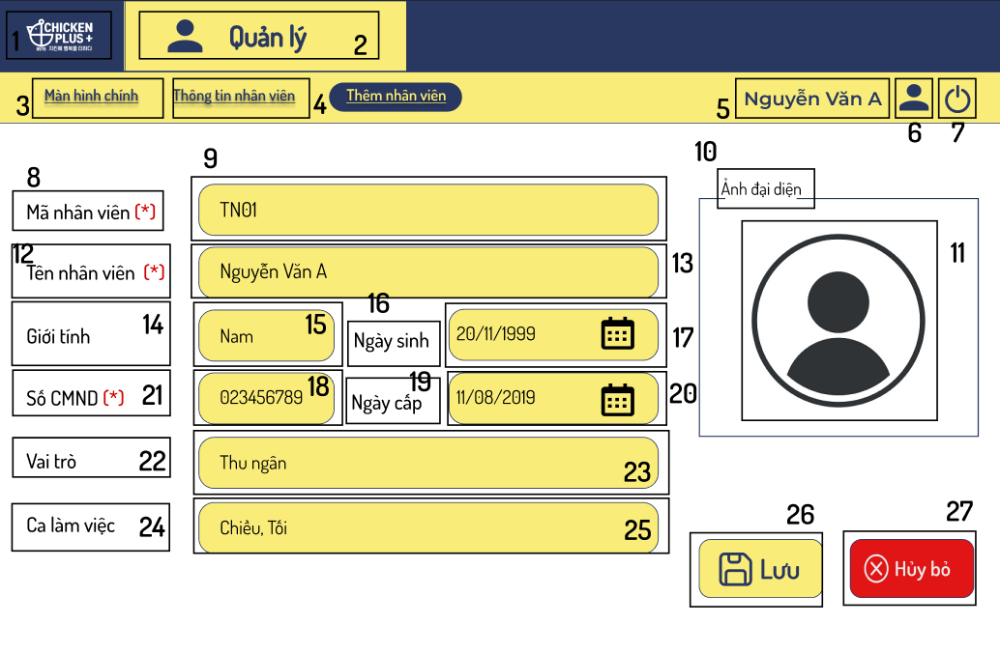 1
CHICKEN
PLUS+
Quản lý
2
3
Màn hình chính
Thông tin nhân viên
4
Thêm nhân viên
5
Nguyễn Văn A
6
7
8
9
10
Mã nhân viên (*)
TN01
Ảnh đại diện
11
12
Tên nhân viên (*)
Nguyễn Văn A
13
Giới tính
14
Nam
15
16
Ngày sinh
20/11/1999
17
Số CMND (*)
21
023456789
18
19
Ngày cấp
11/08/2019
20
Vai trò
22
Thu ngân
23
Ca làm việc
24
Chiều, Tối
25
26
Lưu
27
Hủy bỏ